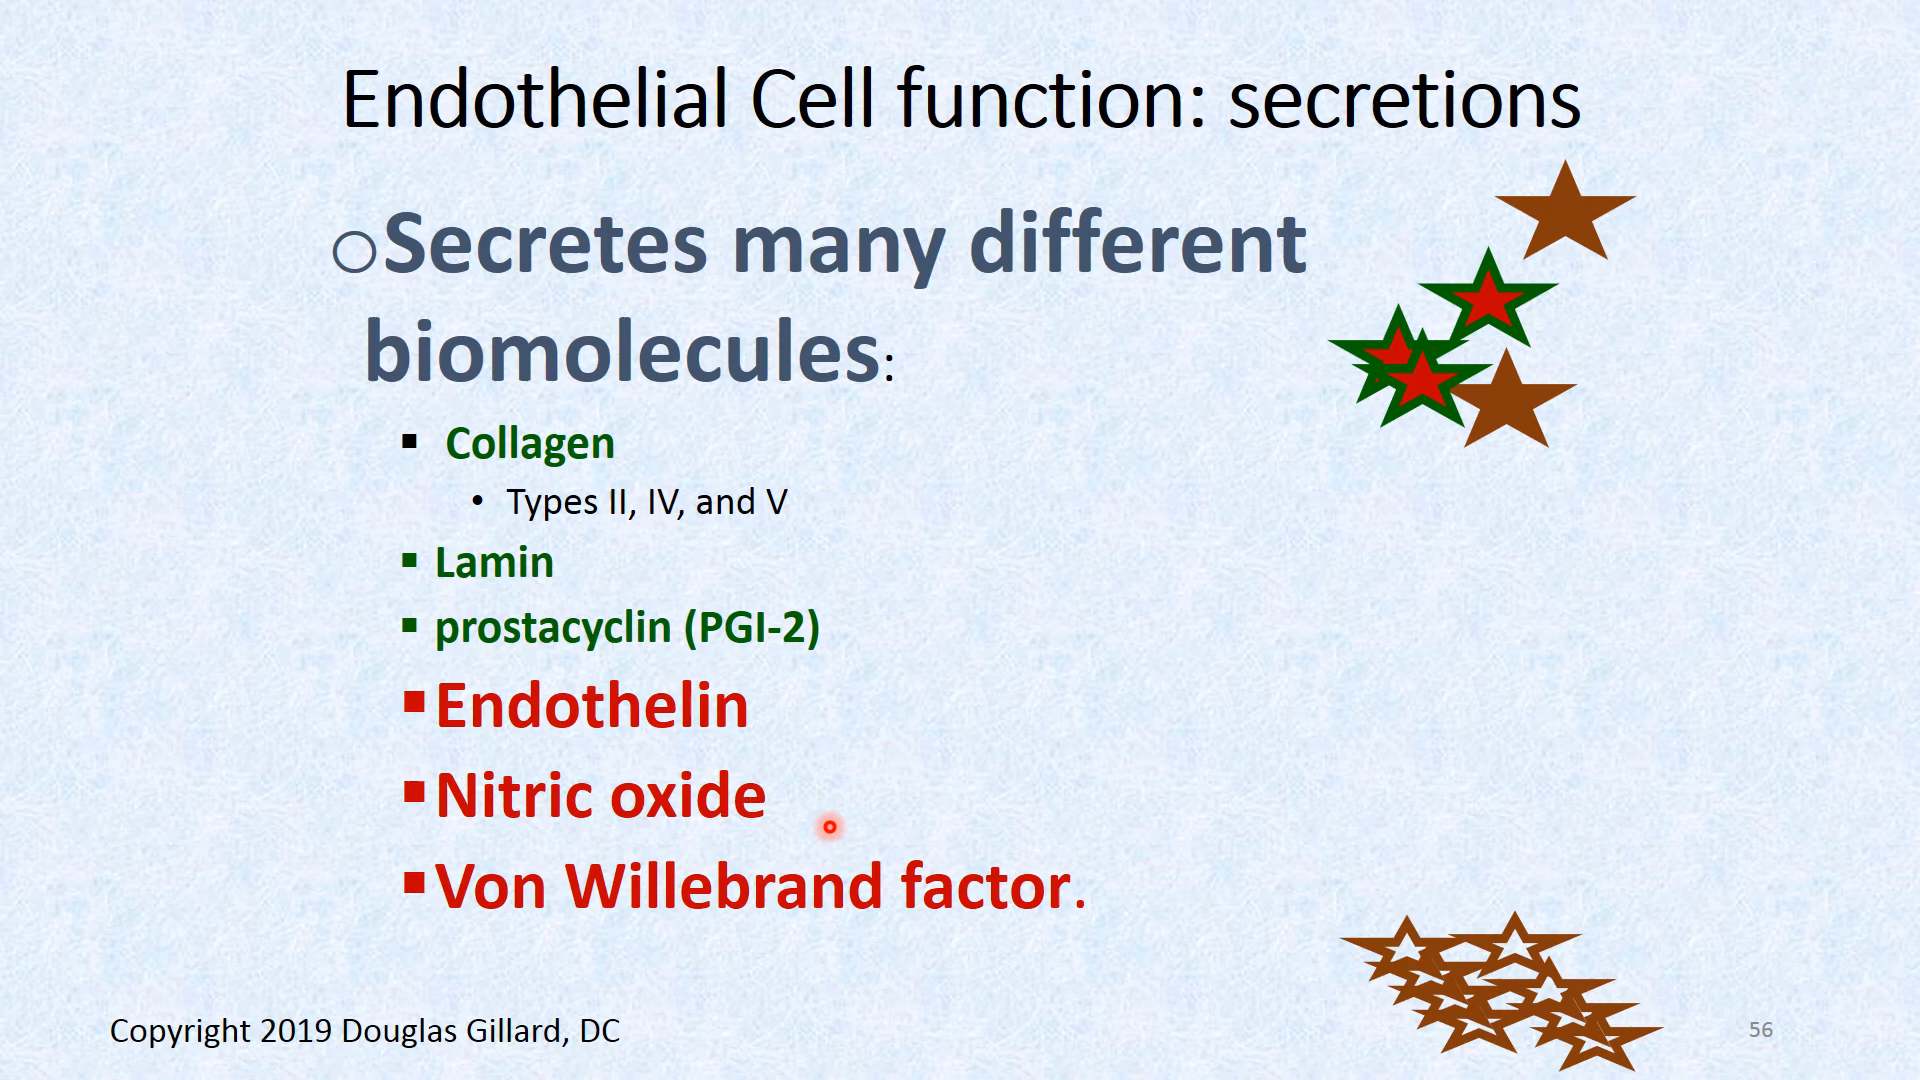 Endothelial Cell function: secretions
oSecretes many different
biomolecules:
▪ Collagen
• Types II, IV, and V
▪ Lamin
▪ prostacyclin (PGI-2)
▪Endothelin
▪Nitric oxide
▪Von Willebrand factor.
Copyright 2019 Douglas Gillard, DC
56